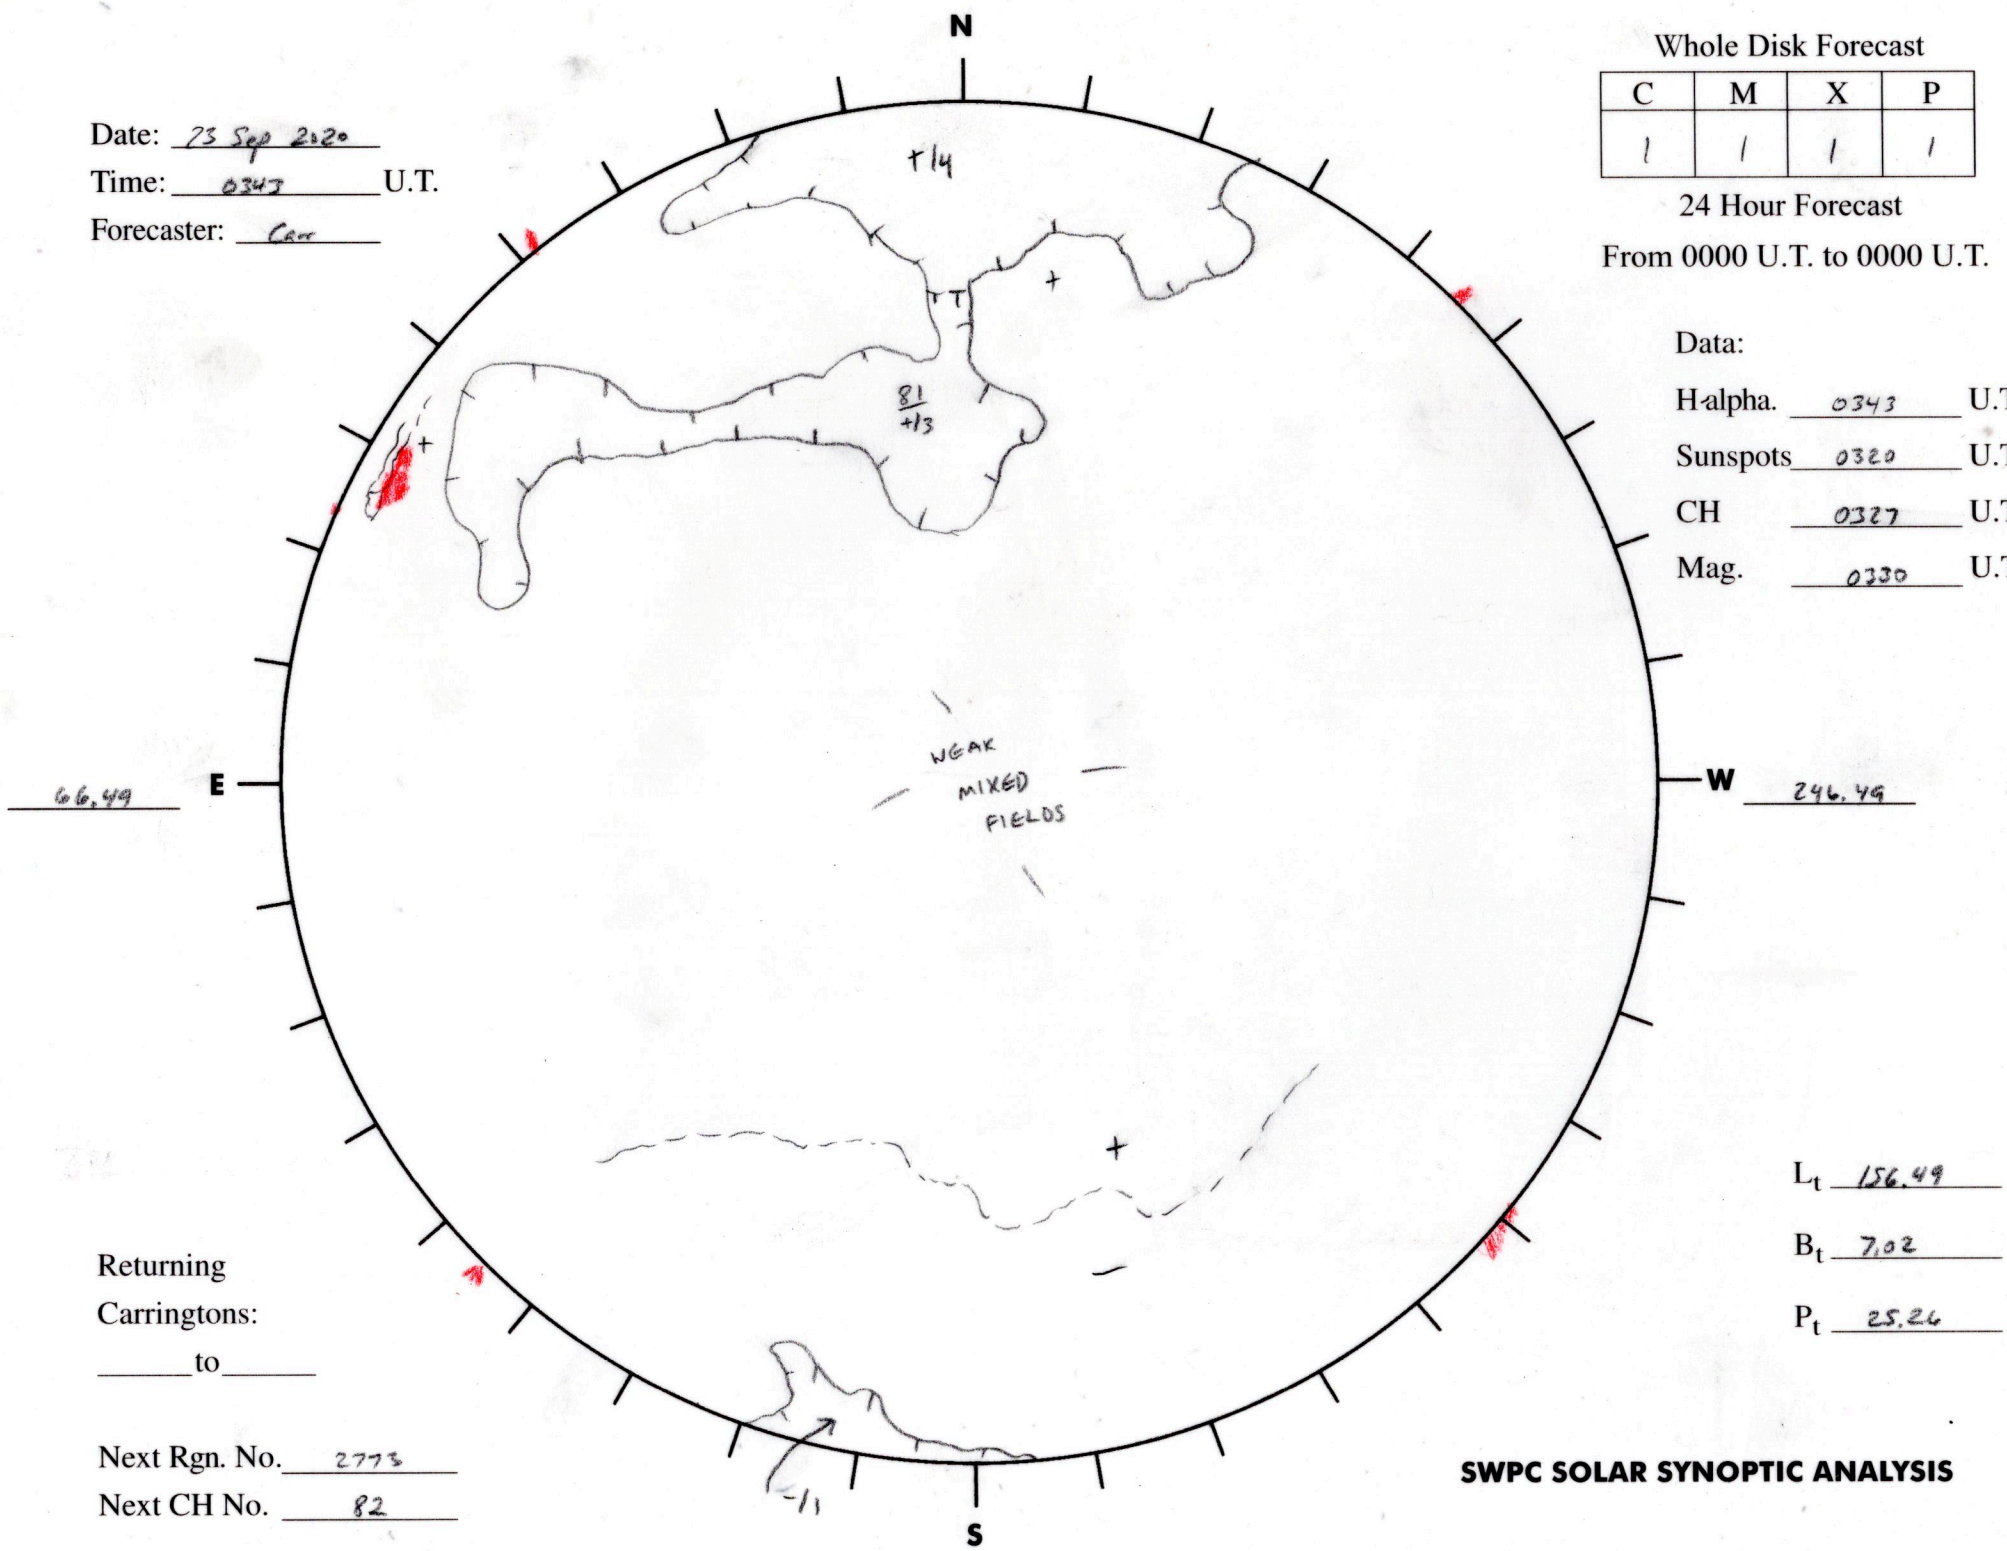 N
Whole Disk Forecast
C M X P
1 1 1 1
24 Hour Forecast
From 0000 U.T. to 0000 U.T.
Date: 23 Sep 2020
Time: 0343 U.T.
Forecaster:
+/4
+
T
81
+/3
+
Data:
H-alpha. 0343 U.T
Sunspots 0320 U.T
CH 0327 U.T
Mag. 0330 U.T
WEAK
MIXED
FIELDS
66.49 E
W 246.49
+
Lt 156.49
Bt 7.02
Pt 25.26
Returning
Carringtons:
to
Next Rgn. No. 2773
Next CH No. 82
-/1
SWPC SOLAR SYNOPTIC ANALYSIS
S